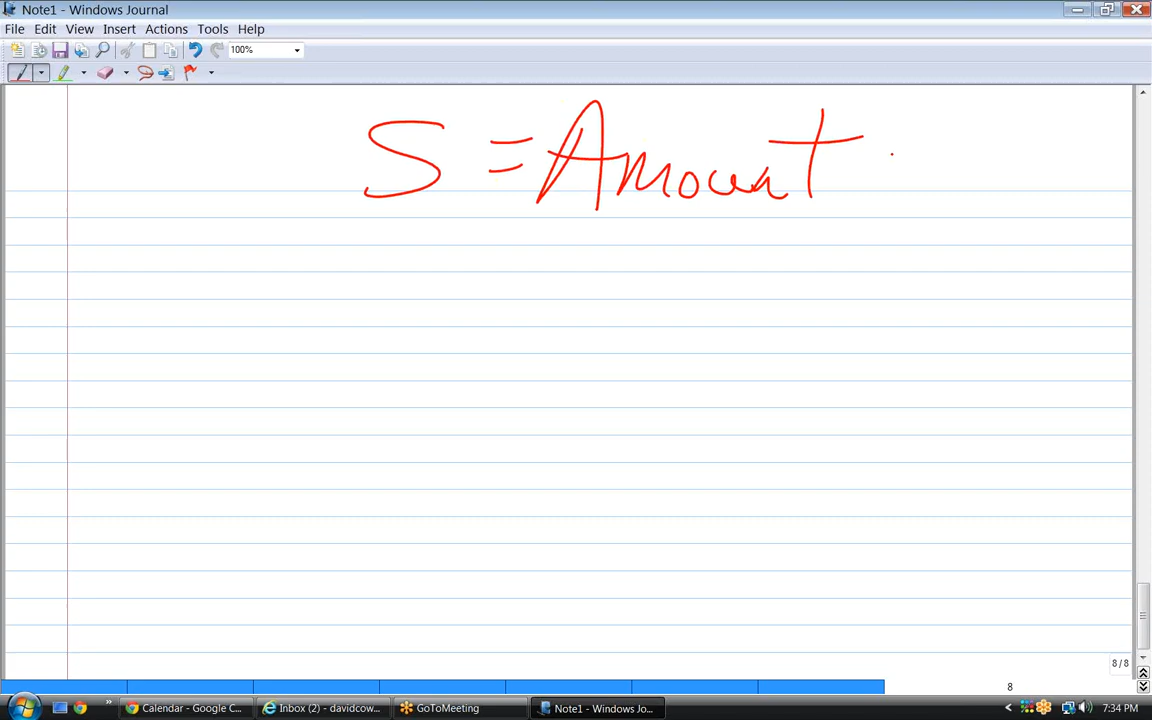 Note1 - Windows Journal
File Edit View Insert Actions Tools Help
100%
S = Amount
8 / 8
8
Calendar - Google C... Inbox (2) - davidcow... GoToMeeting Note1 - Windows Jo... 7:34 PM